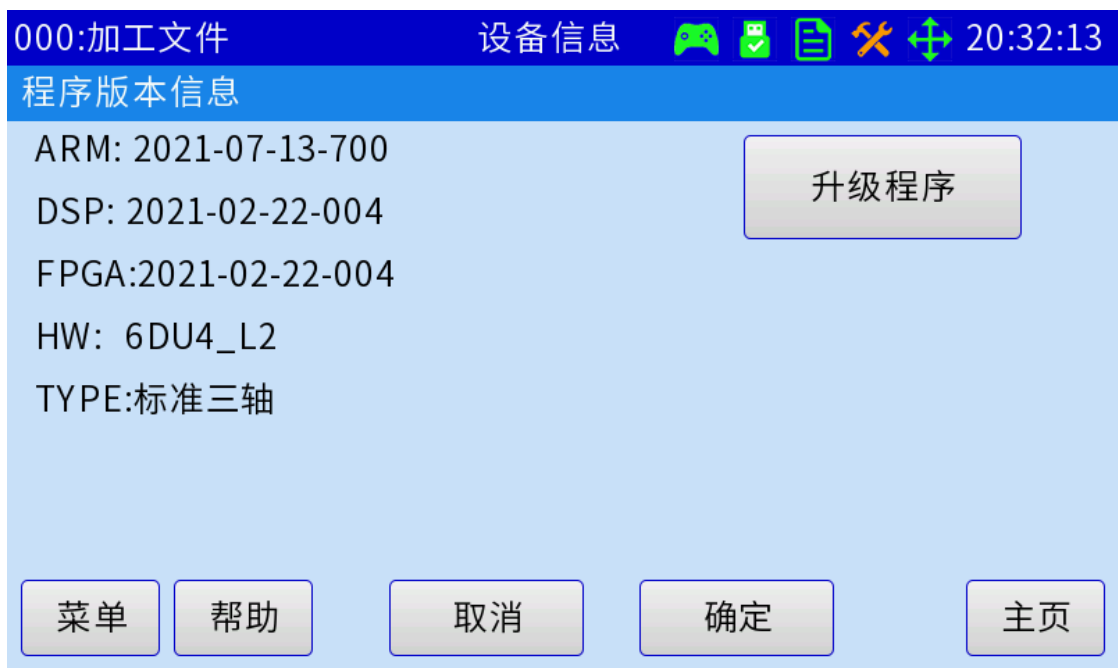 000:加工文件 设备信息 20:32:13
程序版本信息
ARM: 2021-07-13-700
升级程序
DSP: 2021-02-22-004
FPGA:2021-02-22-004
HW: 6DU4_L2
TYPE:标准三轴
菜单 帮助 取消 确定 主页